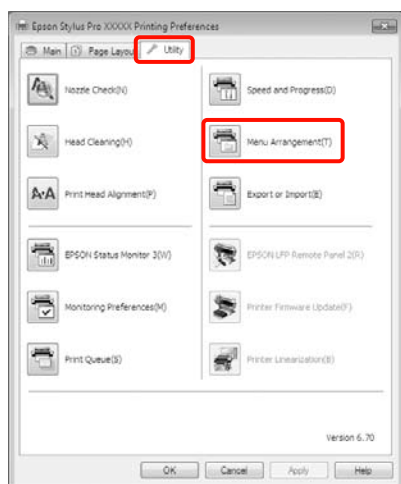 Epson Stylus Pro XXXXX Printing Preferences
Main
Page Layou
Utility
Nozzle Check(N)
Speed and Progress(D)
Head Cleaning(H)
Menu Arrangement(T)
Print Head Alignment(P)
Export or Import(E)
EPSON Status Monitor 3(W)
EPSON LFP Remote Panel 2(R)
Monitoring Preferences(M)
Printer Firmware Update(F)
Print Queue(S)
Printer Linearization(B)
Version 6.70
OK
Cancel
Apply
Help